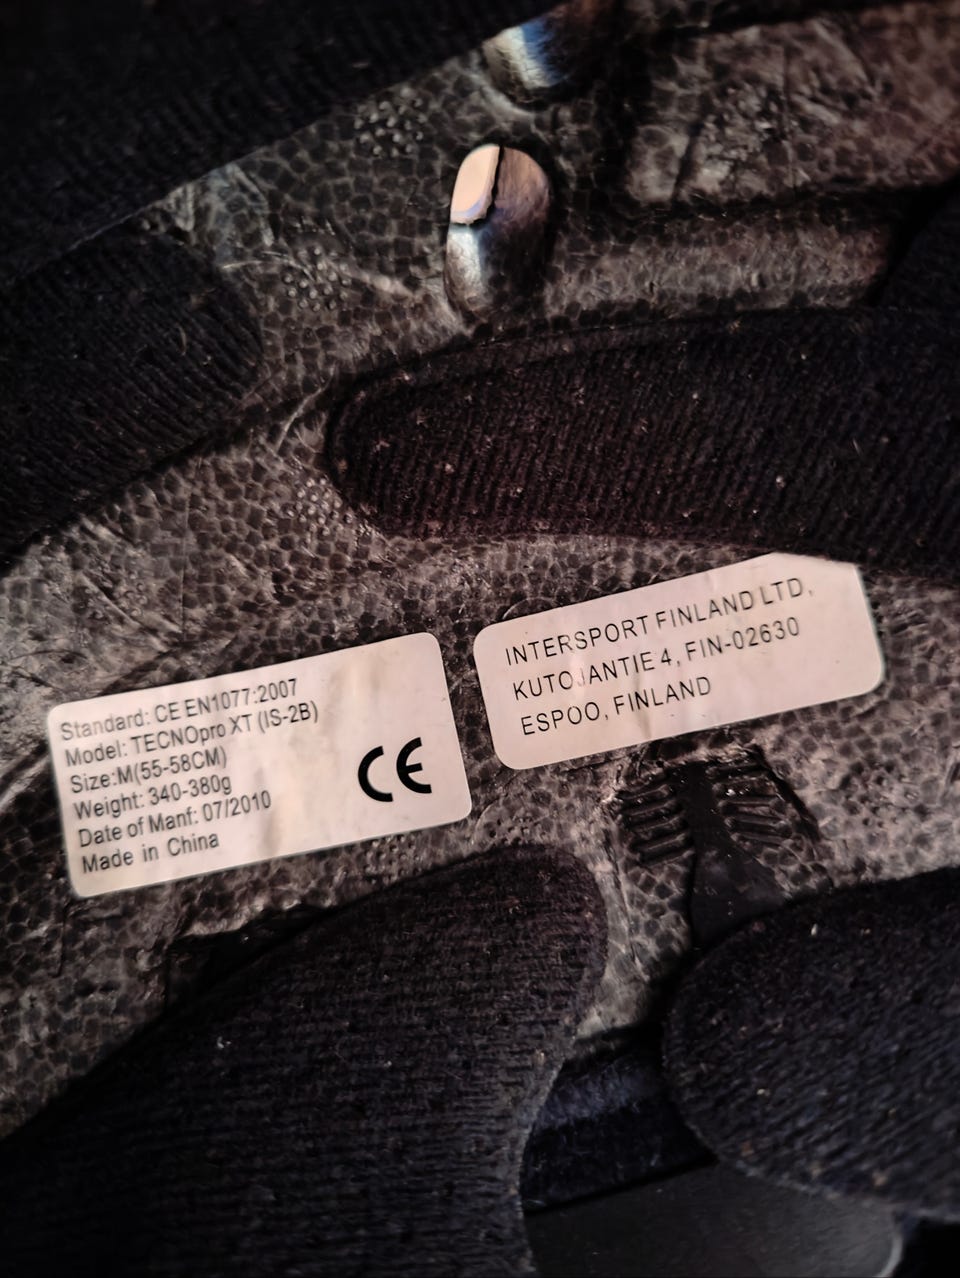 Standard: CE EN1077:2007
Model: TECNOpro XT (IS-2B)
Size:M(55-58CM)
Weight: 340-380g
Date of Manf: 07/2010
Made in China
CE
INTERSPORT FINLAND LTD,
KUTOJANTIE 4, FIN-02630
ESPOO, FINLAND